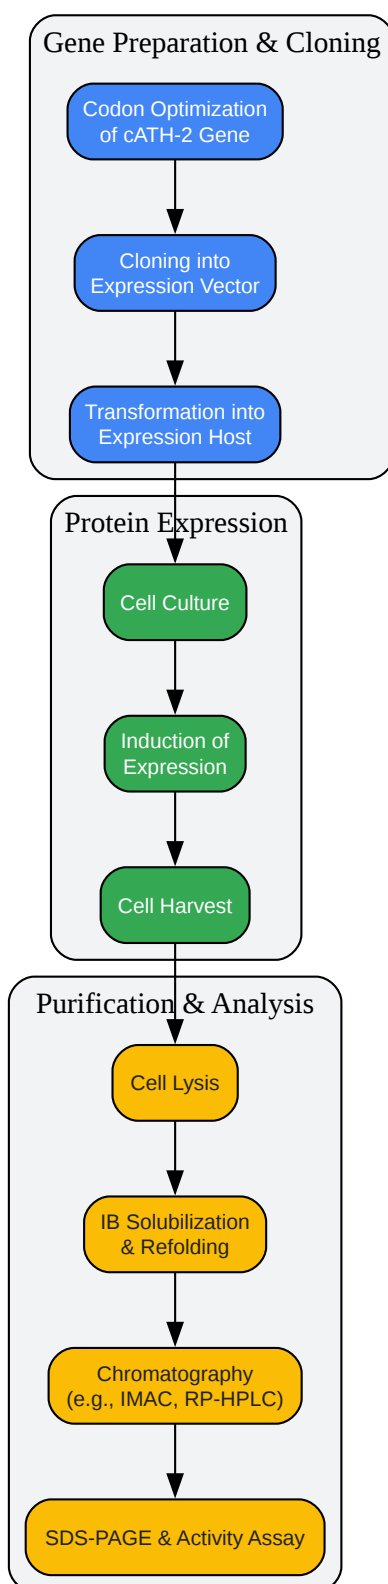 Gene Preparation & Cloning
Codon Optimization
of cATH-2 Gene
Cloning into
Expression Vector
Transformation into
Expression Host
Protein Expression
Cell Culture
Induction of
Expression
Cell Harvest
Purification & Analysis
Cell Lysis
IB Solubilization
& Refolding
Chromatography
(e.g., IMAC, RP-HPLC)
SDS-PAGE & Activity Assay